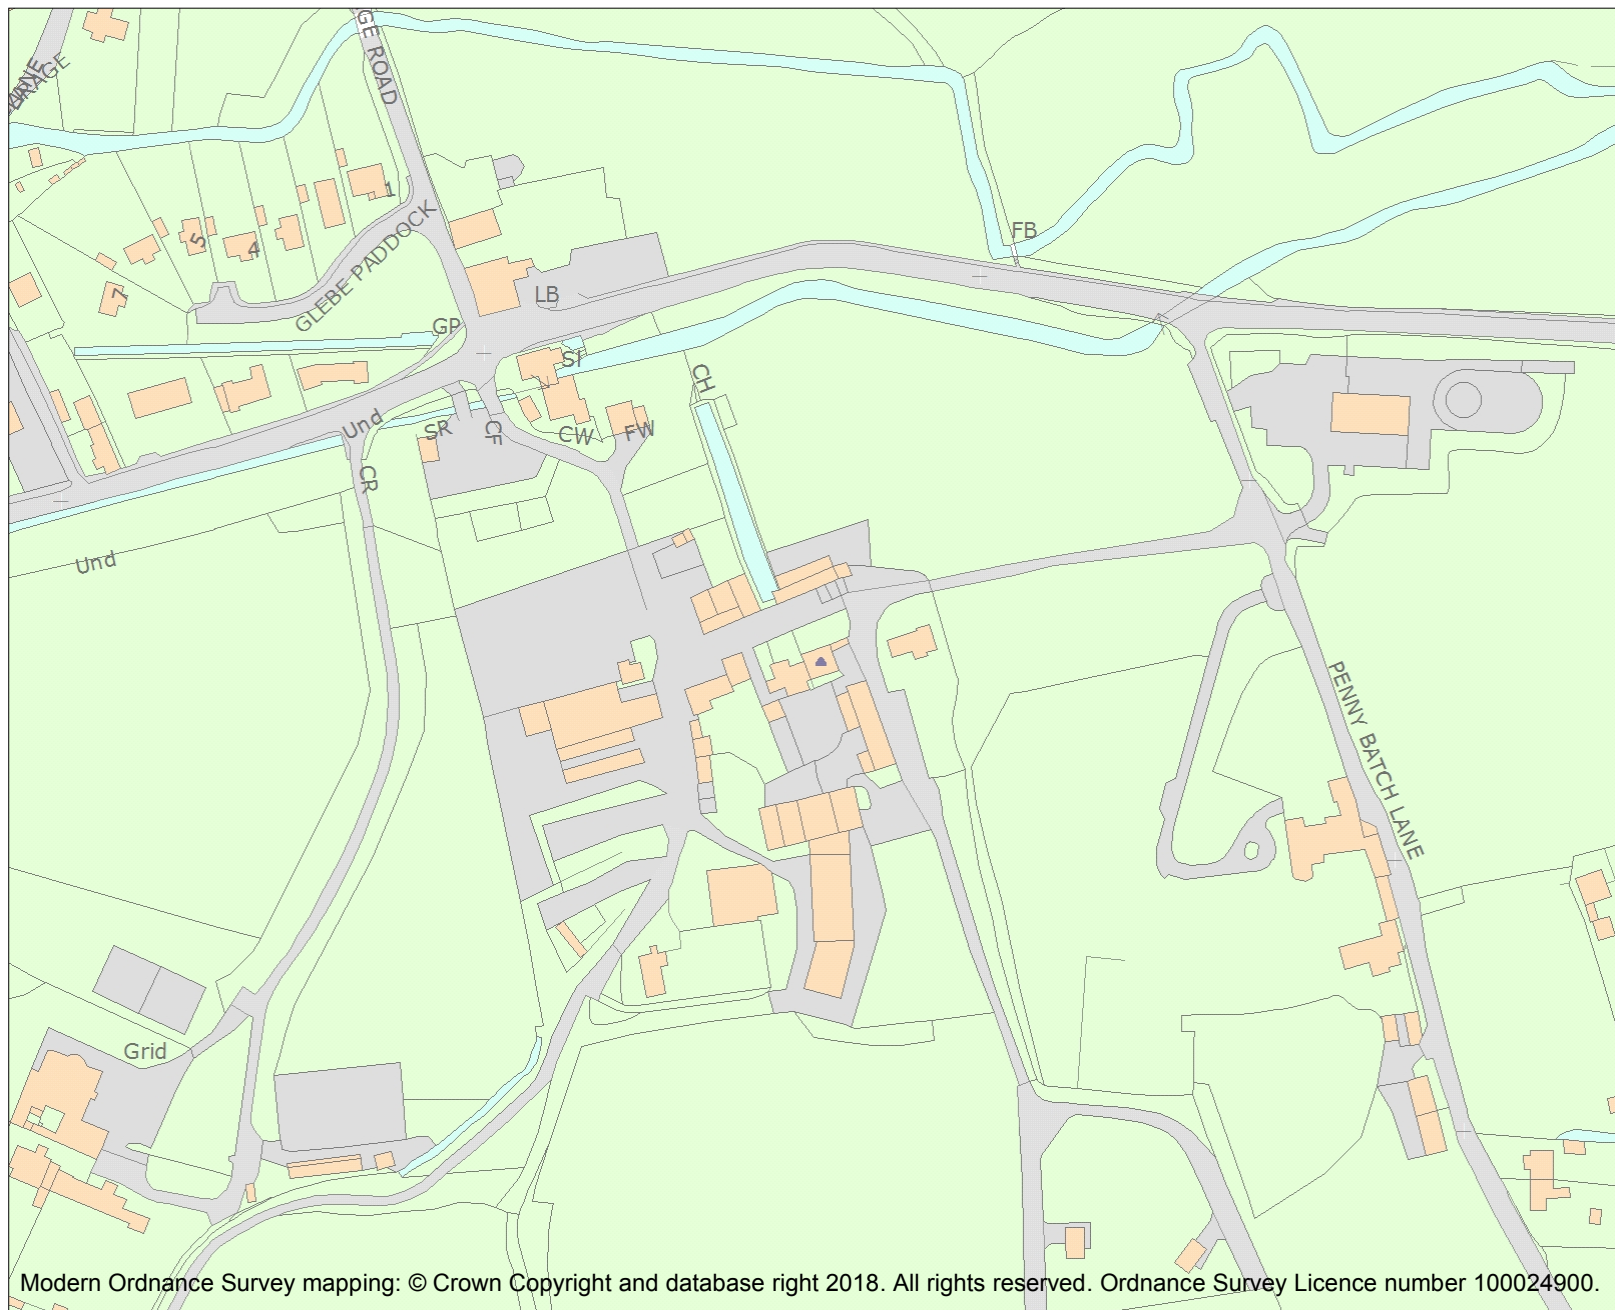 GE ROAD
RAGE
1
5
4
7
GLEBE PADDOCK
GP
LB
FB
SI
CH
Und
SR
CF
CW
FW
CR
Und
PENNY BATCH LANE
Grid
Modern Ordnance Survey mapping: © Crown Copyright and database right 2018. All rights reserved. Ordnance Survey Licence number 100024900.